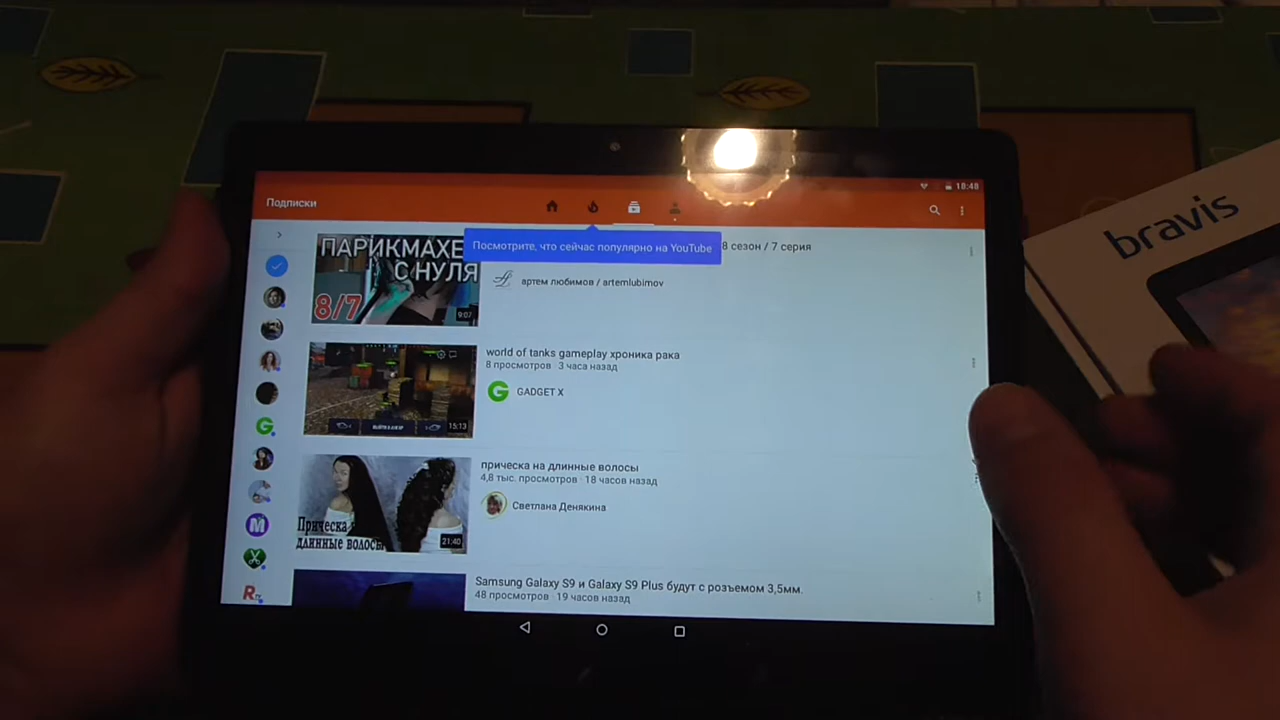 18:48
Подписки
Посмотрите, что сейчас популярно на YouTube
8 сезон / 7 серия
ПАРИКМАХЕ
С НУЛЯ
8/7
9:07
артем любимов / artemlubimov
world of tanks gameplay хроника рака
8 просмотров · 3 часа назад
GADGET X
15:13
прическа на длинные волосы
4,8 тыс. просмотров · 18 часов назад
Светлана Денякина
Прическа
длинные волосы
21:40
Samsung Galaxy S9 и Galaxy S9 Plus будут с розъемом 3,5мм.
48 просмотров · 19 часов назад
G
M
R
bravis